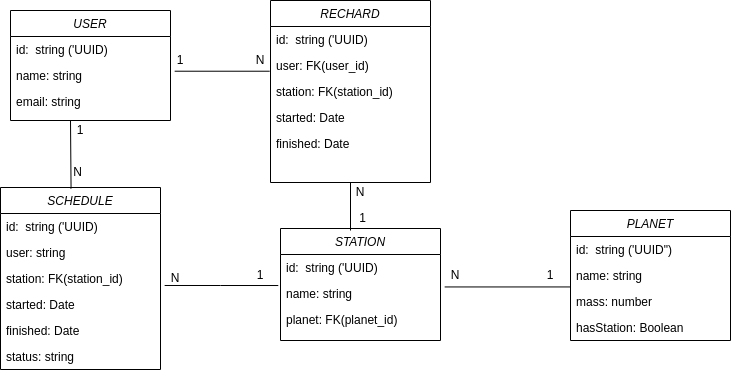 USER
id:  string ('UUID)
name: string
email: string
1
N
RECHARD
id:  string ('UUID)
user: FK(user_id)
station: FK(station_id)
started: Date
finished: Date
1
N
N
1
SCHEDULE
id:  string ('UUID)
user: string
station: FK(station_id)
started: Date
finished: Date
status: string
N
1
STATION
id:  string ('UUID)
name: string
planet: FK(planet_id)
N
1
PLANET
id:  string ('UUID")
name: string
mass: number
hasStation: Boolean